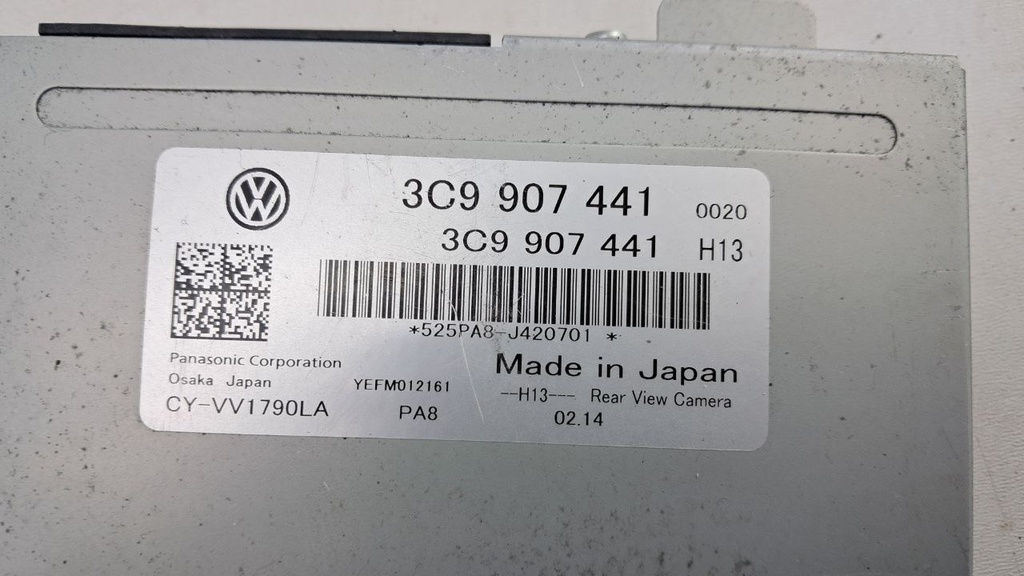 VW
3C9 907 441 0020
3C9 907 441 H13
*525PA8-J420701 *
Panasonic Corporation
Osaka Japan
YEFM012161
Made in Japan
--H13--- Rear View Camera
CY-VV1790LA
PA8
02.14